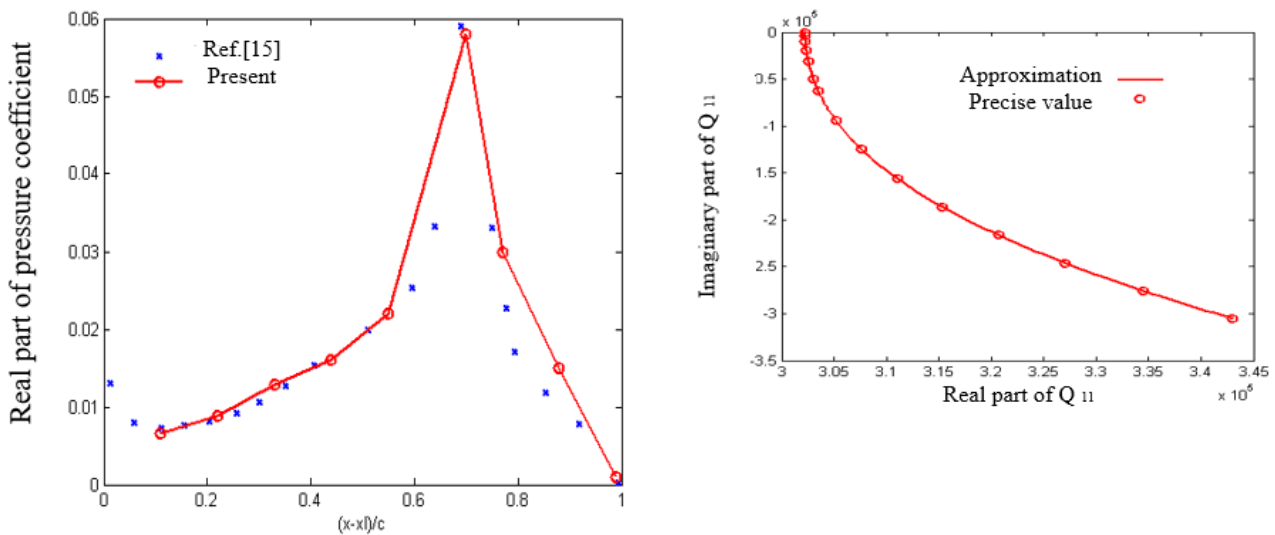 Real part of pressure coefficient
0.06
0.06
0.04
0.03
0.02
0.01
0
Ref.[15]
Present
0 0.2 0.4 0.6 0.8 1
(x-xl)/c
x 10⁵
Imaginary part of Q 11
0
0.5
-1
-1.5
-2
-2.5
-3
-3.5
Approximation
Precise value
3 3.05 3.1 3.15 3.2 3.25 3.3 3.35 3.4 3.45
Real part of Q 11
x 10⁵